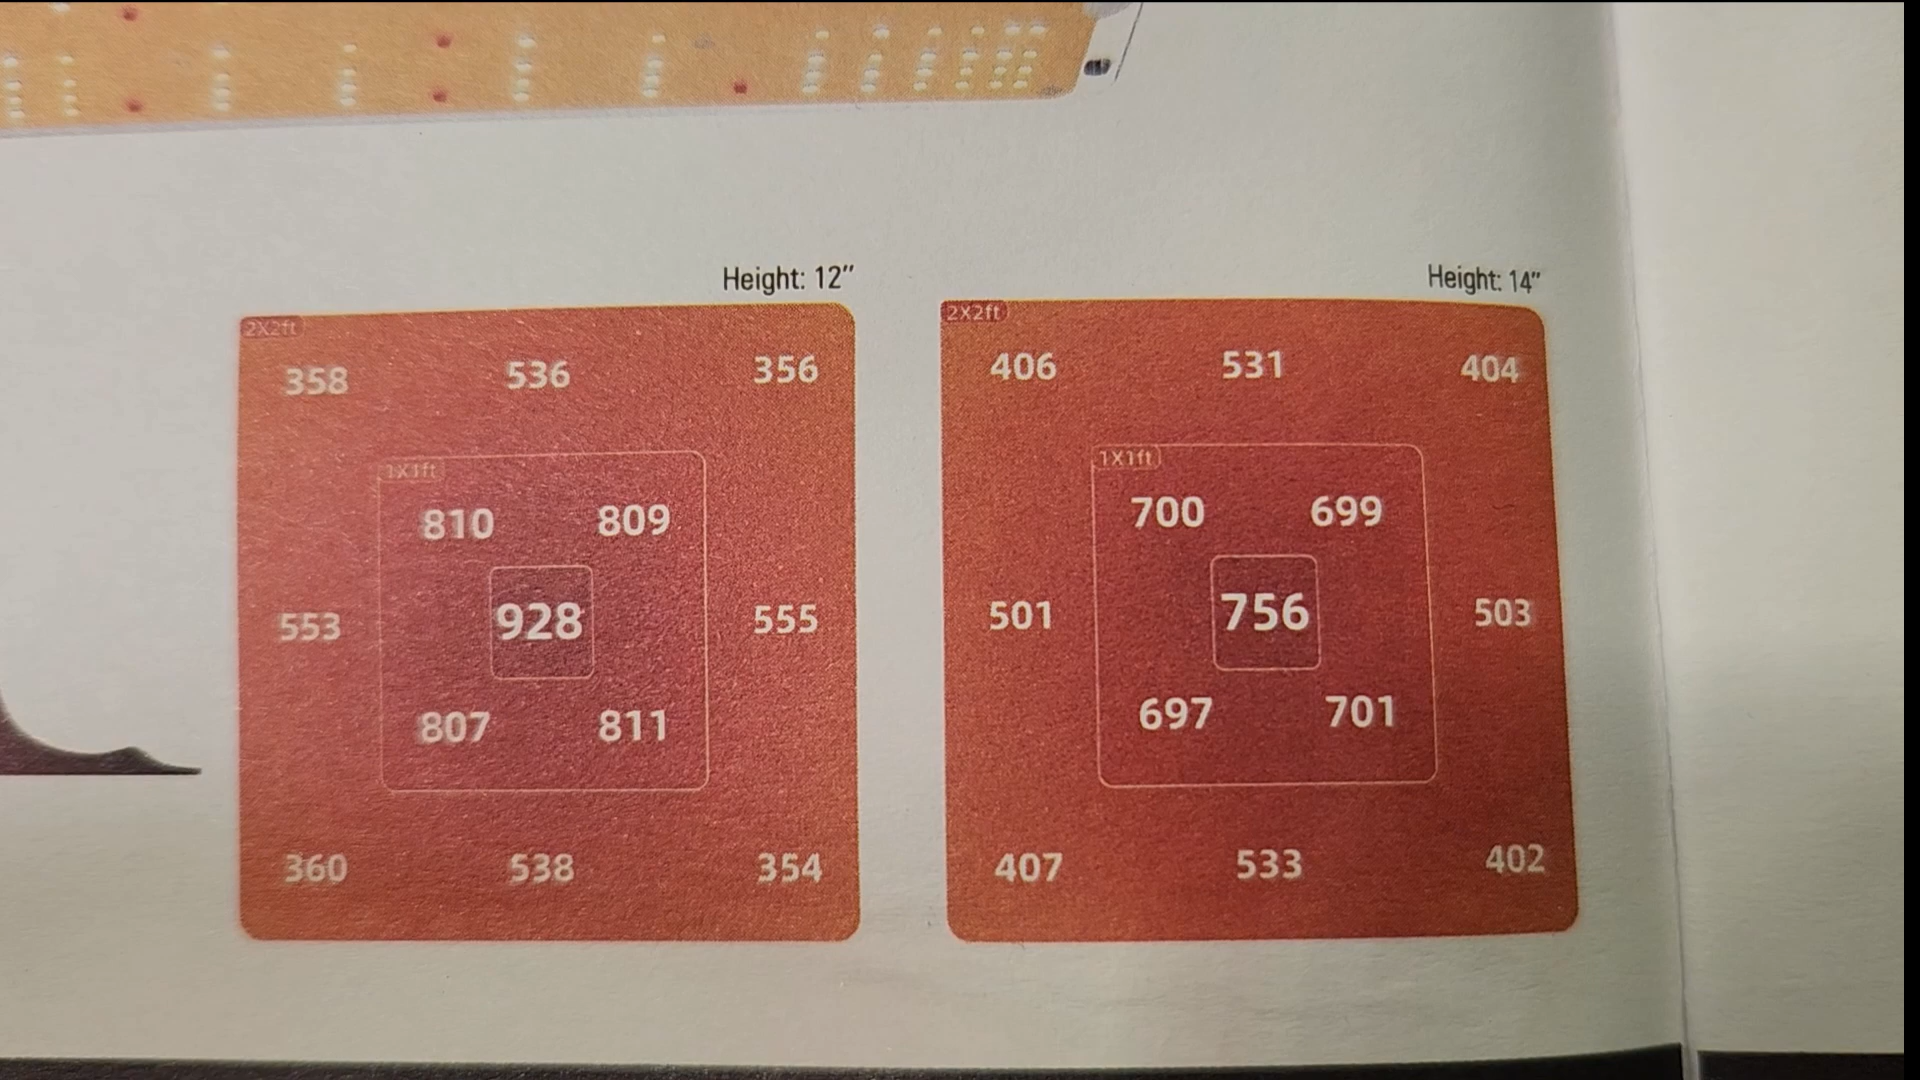 Height: 12"
2X2ft
358 536 356
1X1ft
810 809
553 928 555
807 811
360 538 354
Height: 14"
2X2ft
406 531 404
1X1ft
700 699
501 756 503
697 701
407 533 402